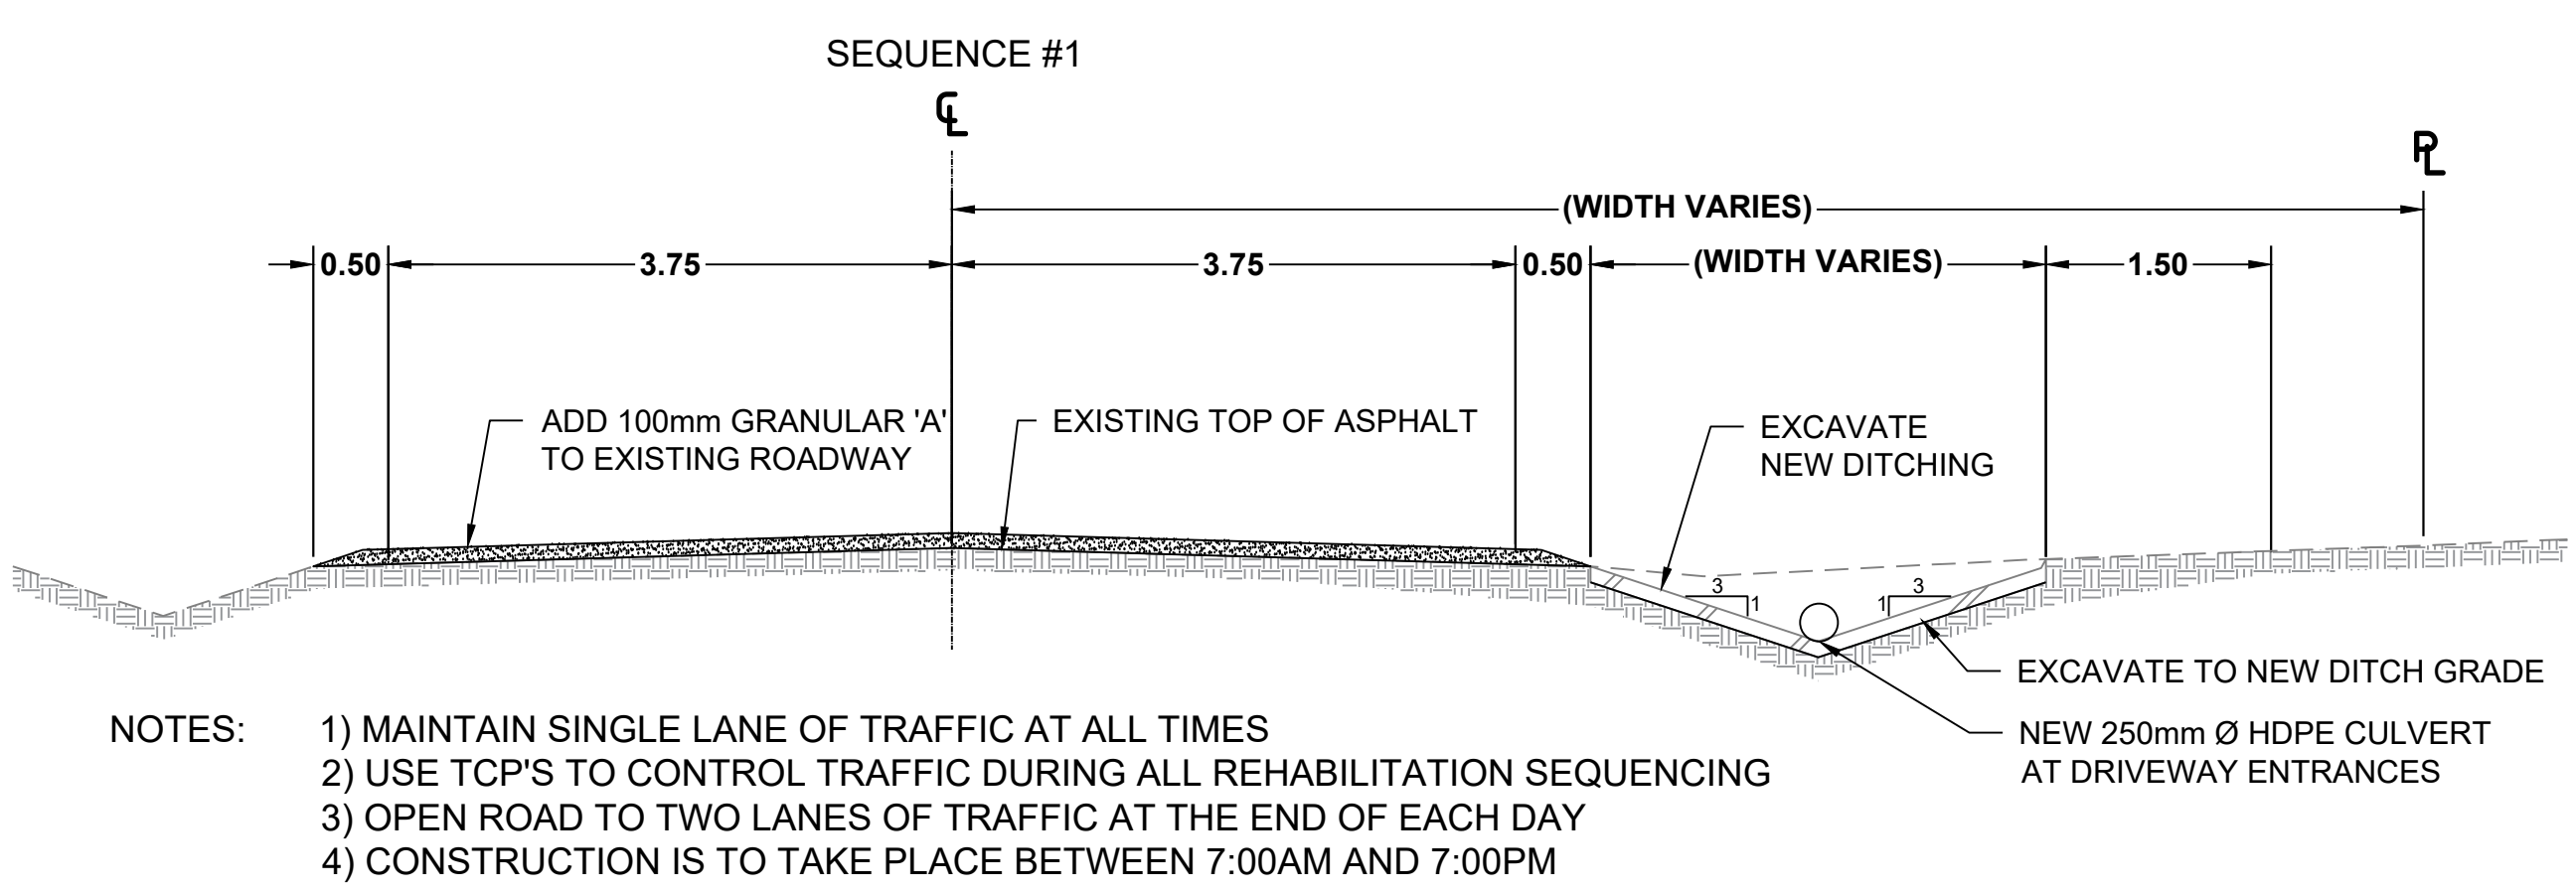 SEQUENCE #1
℄
PL
(WIDTH VARIES)
0.50 3.75 3.75 0.50 (WIDTH VARIES) 1.50
ADD 100mm GRANULAR 'A'
TO EXISTING ROADWAY
EXISTING TOP OF ASPHALT
EXCAVATE
NEW DITCHING
3 1 1 3
EXCAVATE TO NEW DITCH GRADE
NEW 250mm Ø HDPE CULVERT
AT DRIVEWAY ENTRANCES
NOTES: 1) MAINTAIN SINGLE LANE OF TRAFFIC AT ALL TIMES
2) USE TCP'S TO CONTROL TRAFFIC DURING ALL REHABILITATION SEQUENCING
3) OPEN ROAD TO TWO LANES OF TRAFFIC AT THE END OF EACH DAY
4) CONSTRUCTION IS TO TAKE PLACE BETWEEN 7:00AM AND 7:00PM